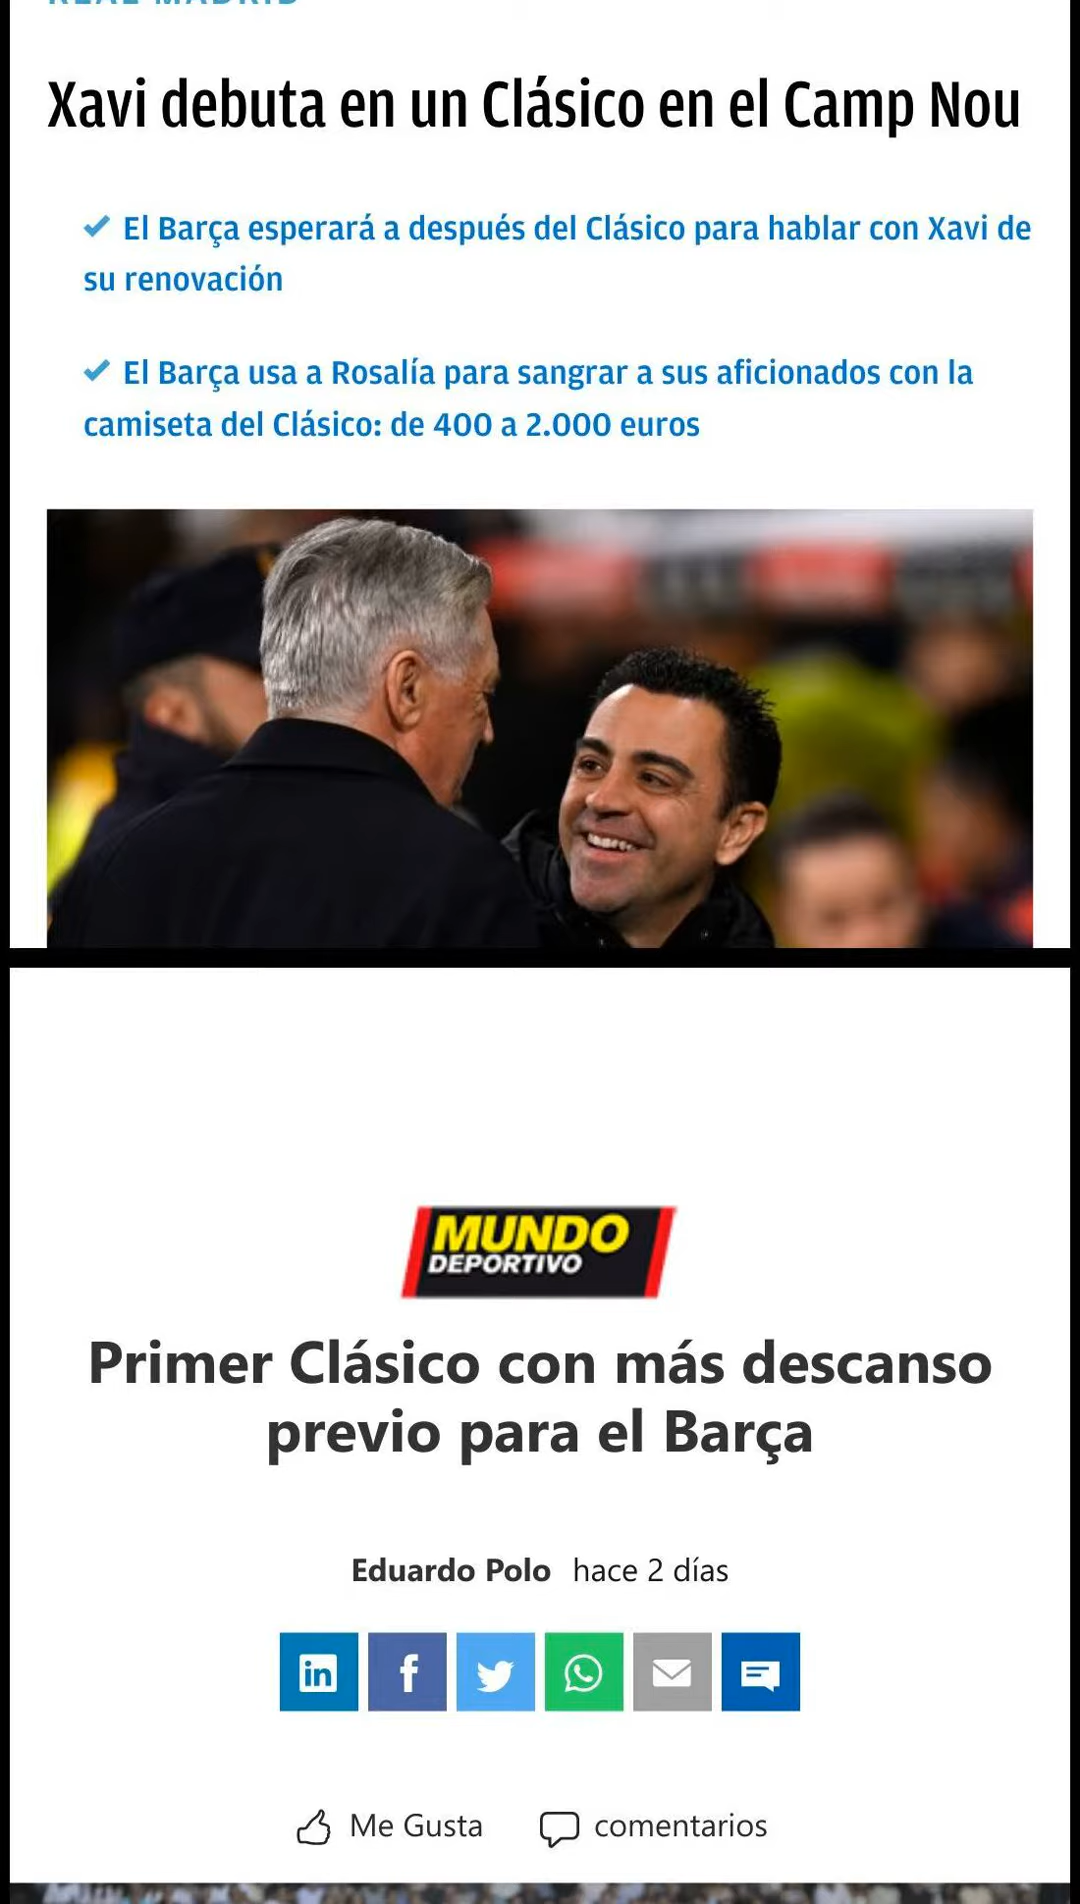 REAL MADRID
Xavi debuta en un Clásico en el Camp Nou
El Barça esperará a después del Clásico para hablar con Xavi de
su renovación
El Barça usa a Rosalía para sangrar a sus aficionados con la
camiseta del Clásico: de 400 a 2.000 euros
MUNDO
DEPORTIVO
Primer Clásico con más descanso
previo para el Barça
Eduardo Polo hace 2 días
in f
Me Gusta comentarios